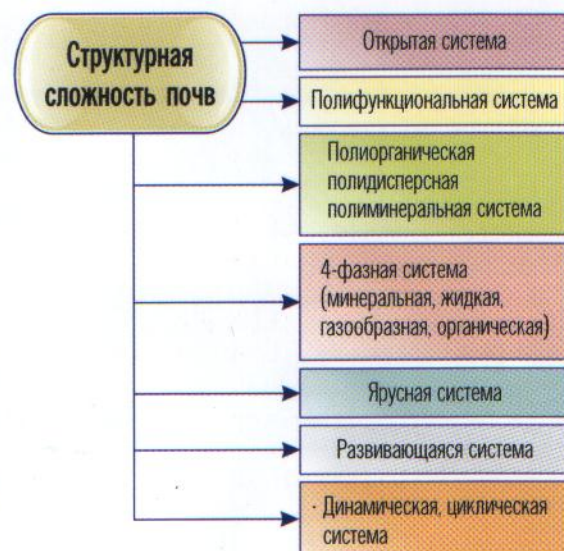 Структурная
сложность почв
Открытая система
Полифункциональная система
Полиорганическая
полидисперсная
полиминеральная система
4-фазная система
(минеральная, жидкая,
газообразная, органическая)
Ярусная система
Развивающаяся система
Динамическая, циклическая
система